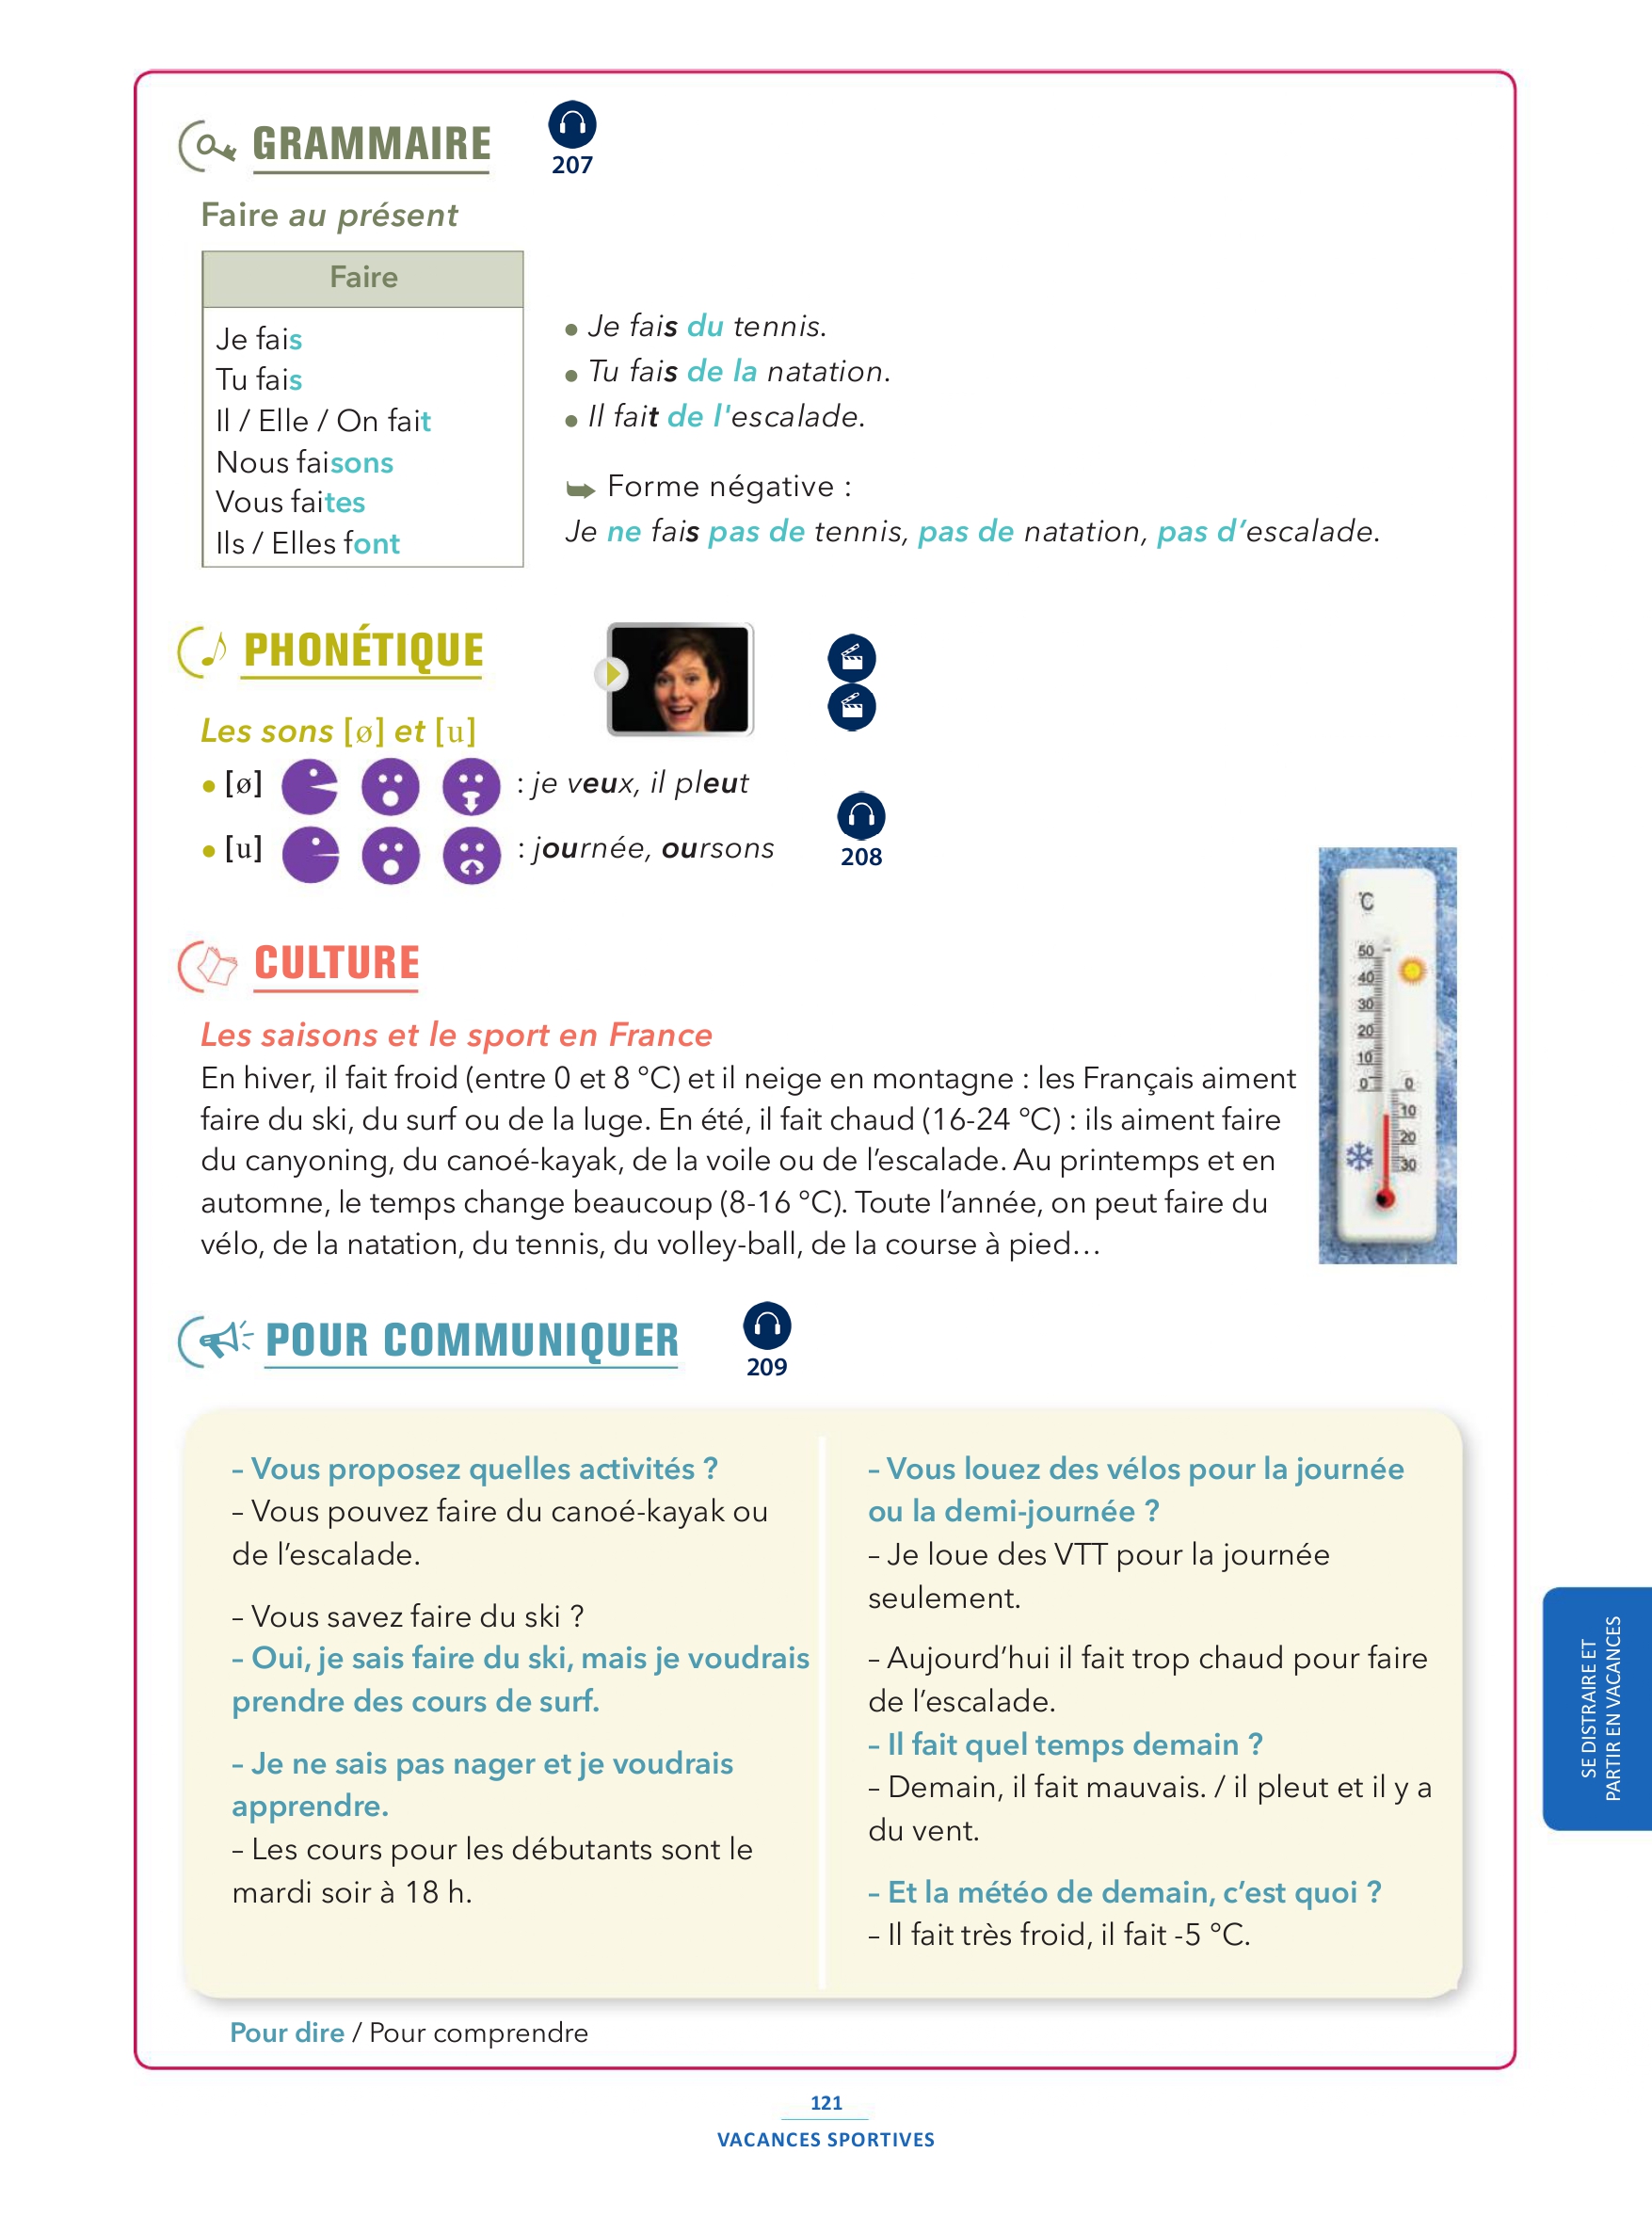 GRAMMAIRE
207
Faire au présent
Faire
Je fais
Tu fais
Il / Elle / On fait
Nous faisons
Vous faites
Ils / Elles font
• Je fais du tennis.
• Tu fais de la natation.
• Il fait de l'escalade.
➥ Forme négative :
Je ne fais pas de tennis, pas de natation, pas d’escalade.
PHONÉTIQUE
Les sons [ø] et [u]
• [ø] : je veux, il pleut
• [u] : journée, oursons
208
CULTURE
Les saisons et le sport en France
En hiver, il fait froid (entre 0 et 8 °C) et il neige en montagne : les Français aiment
faire du ski, du surf ou de la luge. En été, il fait chaud (16-24 °C) : ils aiment faire
du canyoning, du canoé-kayak, de la voile ou de l’escalade. Au printemps et en
automne, le temps change beaucoup (8-16 °C). Toute l’année, on peut faire du
vélo, de la natation, du tennis, du volley-ball, de la course à pied…
°C
50
40
30
20
10
0 0
10
20
30
POUR COMMUNIQUER
209
– Vous proposez quelles activités ?
– Vous pouvez faire du canoé-kayak ou
de l’escalade.
– Vous savez faire du ski ?
– Oui, je sais faire du ski, mais je voudrais
prendre des cours de surf.
– Je ne sais pas nager et je voudrais
apprendre.
– Les cours pour les débutants sont le
mardi soir à 18 h.
– Vous louez des vélos pour la journée
ou la demi-journée ?
– Je loue des VTT pour la journée
seulement.
– Aujourd’hui il fait trop chaud pour faire
de l’escalade.
– Il fait quel temps demain ?
– Demain, il fait mauvais. / il pleut et il y a
du vent.
– Et la météo de demain, c’est quoi ?
– Il fait très froid, il fait -5 °C.
Pour dire / Pour comprendre
SE DISTRAIRE ET
PARTIR EN VACANCES
121
VACANCES SPORTIVES